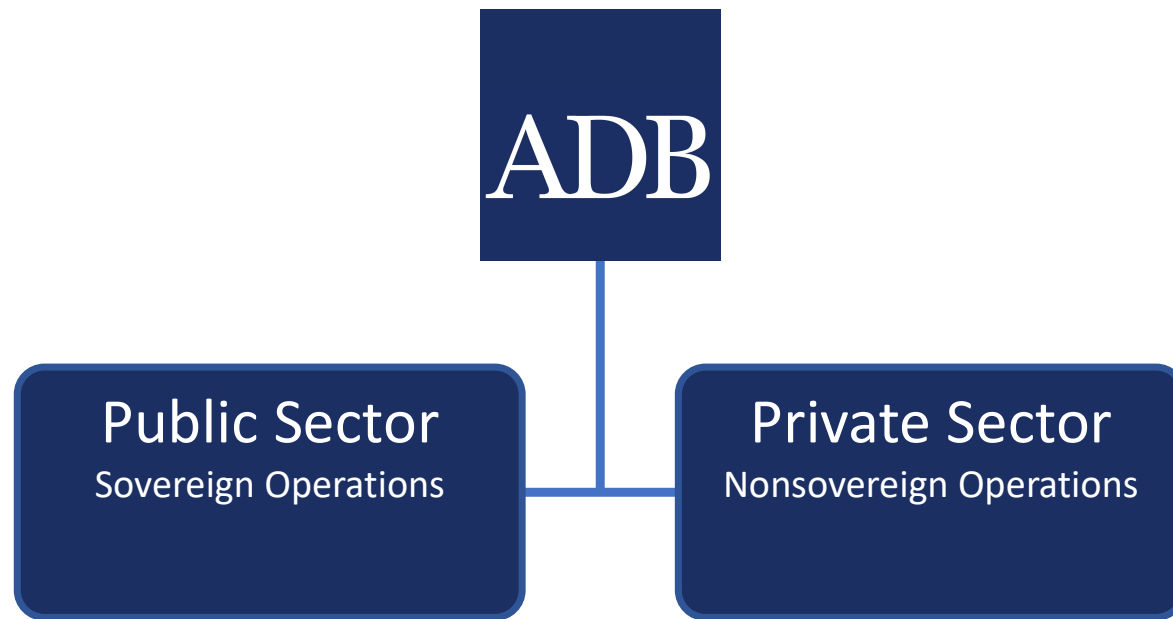 ADB
Public Sector
Sovereign Operations
Private Sector
Nonsovereign Operations